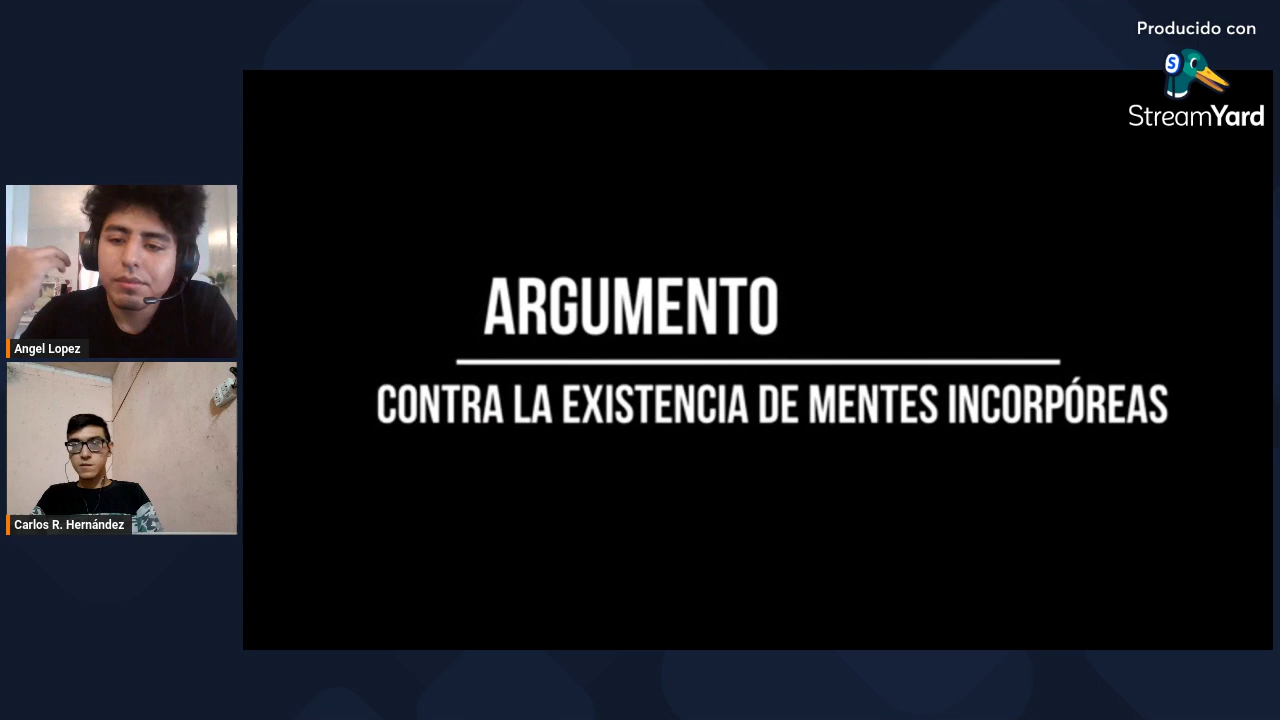 Producido con
S
StreamYard
Angel Lopez
Carlos R. Hernández
ARGUMENTO
CONTRA LA EXISTENCIA DE MENTES INCORPÓREAS